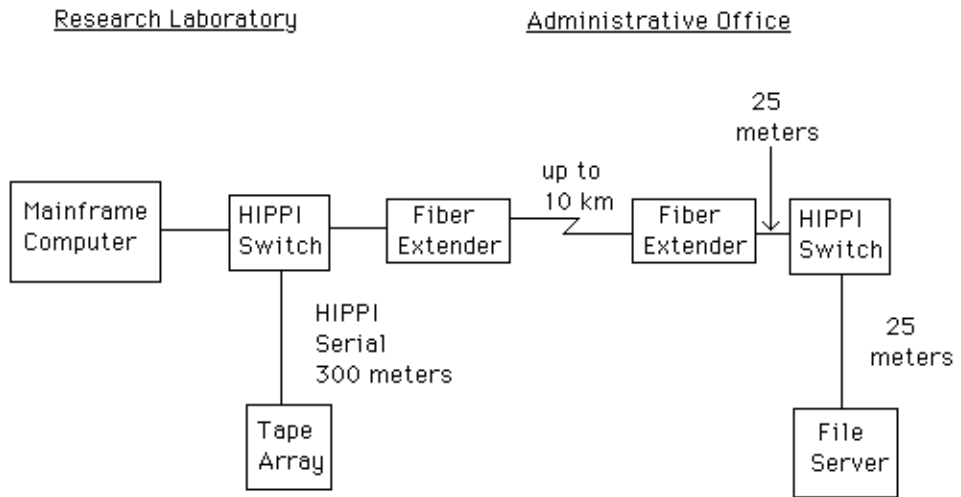 Research Laboratory
Administrative Office
25
meters
up to
10 km
Mainframe
Computer
HIPPI
Switch
Fiber
Extender
Fiber
Extender
HIPPI
Switch
HIPPI
Serial
300 meters
25
meters
Tape
Array
File
Server